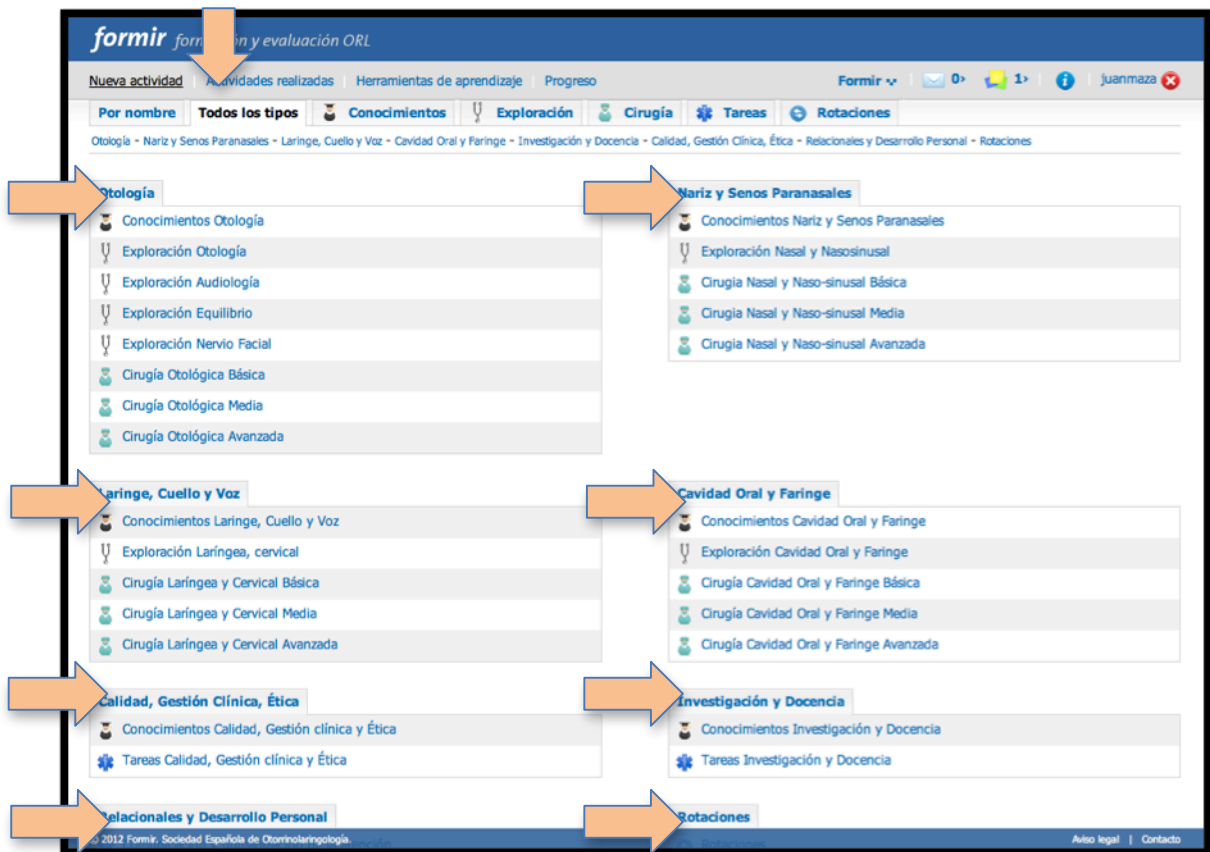 formir form n y evaluación ORL
Nueva actividad | Actividades realizadas | Herramientas de aprendizaje | Progreso
Formir 0› 1› i juanmaza
Por nombre Todos los tipos Conocimientos Exploración Cirugía Tareas Rotaciones
Otología - Nariz y Senos Paranasales - Laringe, Cuello y Voz - Cavidad Oral y Faringe - Investigación y Docencia - Calidad, Gestión Clínica, Ética - Relacionales y Desarrollo Personal - Rotaciones
Otología
Conocimientos Otología
Exploración Otología
Exploración Audiología
Exploración Equilibrio
Exploración Nervio Facial
Cirugía Otológica Básica
Cirugía Otológica Media
Cirugía Otológica Avanzada
Nariz y Senos Paranasales
Conocimientos Nariz y Senos Paranasales
Exploración Nasal y Nasosinusal
Cirugia Nasal y Naso-sinusal Básica
Cirugia Nasal y Naso-sinusal Media
Cirugia Nasal y Naso-sinusal Avanzada
Laringe, Cuello y Voz
Conocimientos Laringe, Cuello y Voz
Exploración Laríngea, cervical
Cirugía Laríngea y Cervical Básica
Cirugía Laríngea y Cervical Media
Cirugía Laríngea y Cervical Avanzada
Cavidad Oral y Faringe
Conocimientos Cavidad Oral y Faringe
Exploración Cavidad Oral y Faringe
Cirugía Cavidad Oral y Faringe Básica
Cirugía Cavidad Oral y Faringe Media
Cirugía Cavidad Oral y Faringe Avanzada
Calidad, Gestión Clínica, Ética
Conocimientos Calidad, Gestión clínica y Ética
Tareas Calidad, Gestión clínica y Ética
Investigación y Docencia
Conocimientos Investigación y Docencia
Tareas Investigación y Docencia
Relacionales y Desarrollo Personal
Rotaciones
Rotaciones
© 2012 Formir. Sociedad Española de Otorrinolaringología.
Aviso legal | Contacto